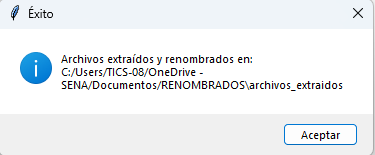 Éxito
Archivos extraídos y renombrados en:
C:/Users/TICS-08/OneDrive -
SENA/Documentos/RENOMBRADOS\archivos_extraidos
Aceptar